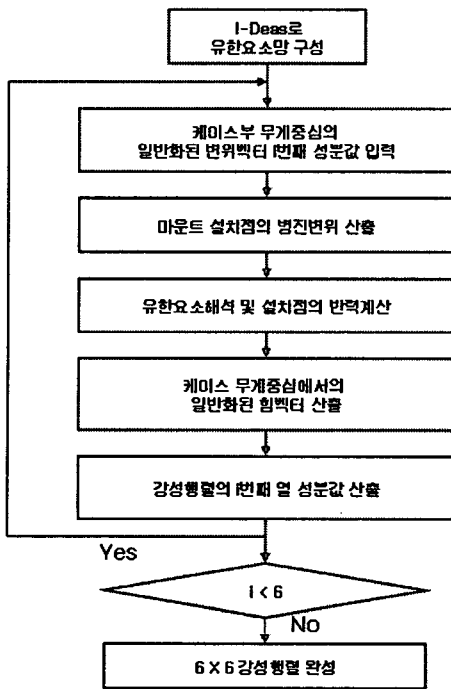 I-Deas로
유한요소망 구성
케이스부 무게중심의
일반화된 변위벡터 i번째 성분값 입력
마운트 설치점의 병진변위 산출
유한요소해석 및 설치점의 반력계산
케이스 무게중심에서의
일반화된 힘벡터 산출
강성행렬의 i번째 열 성분값 산출
Yes
i < 6
No
6 X 6 강성행렬 완성